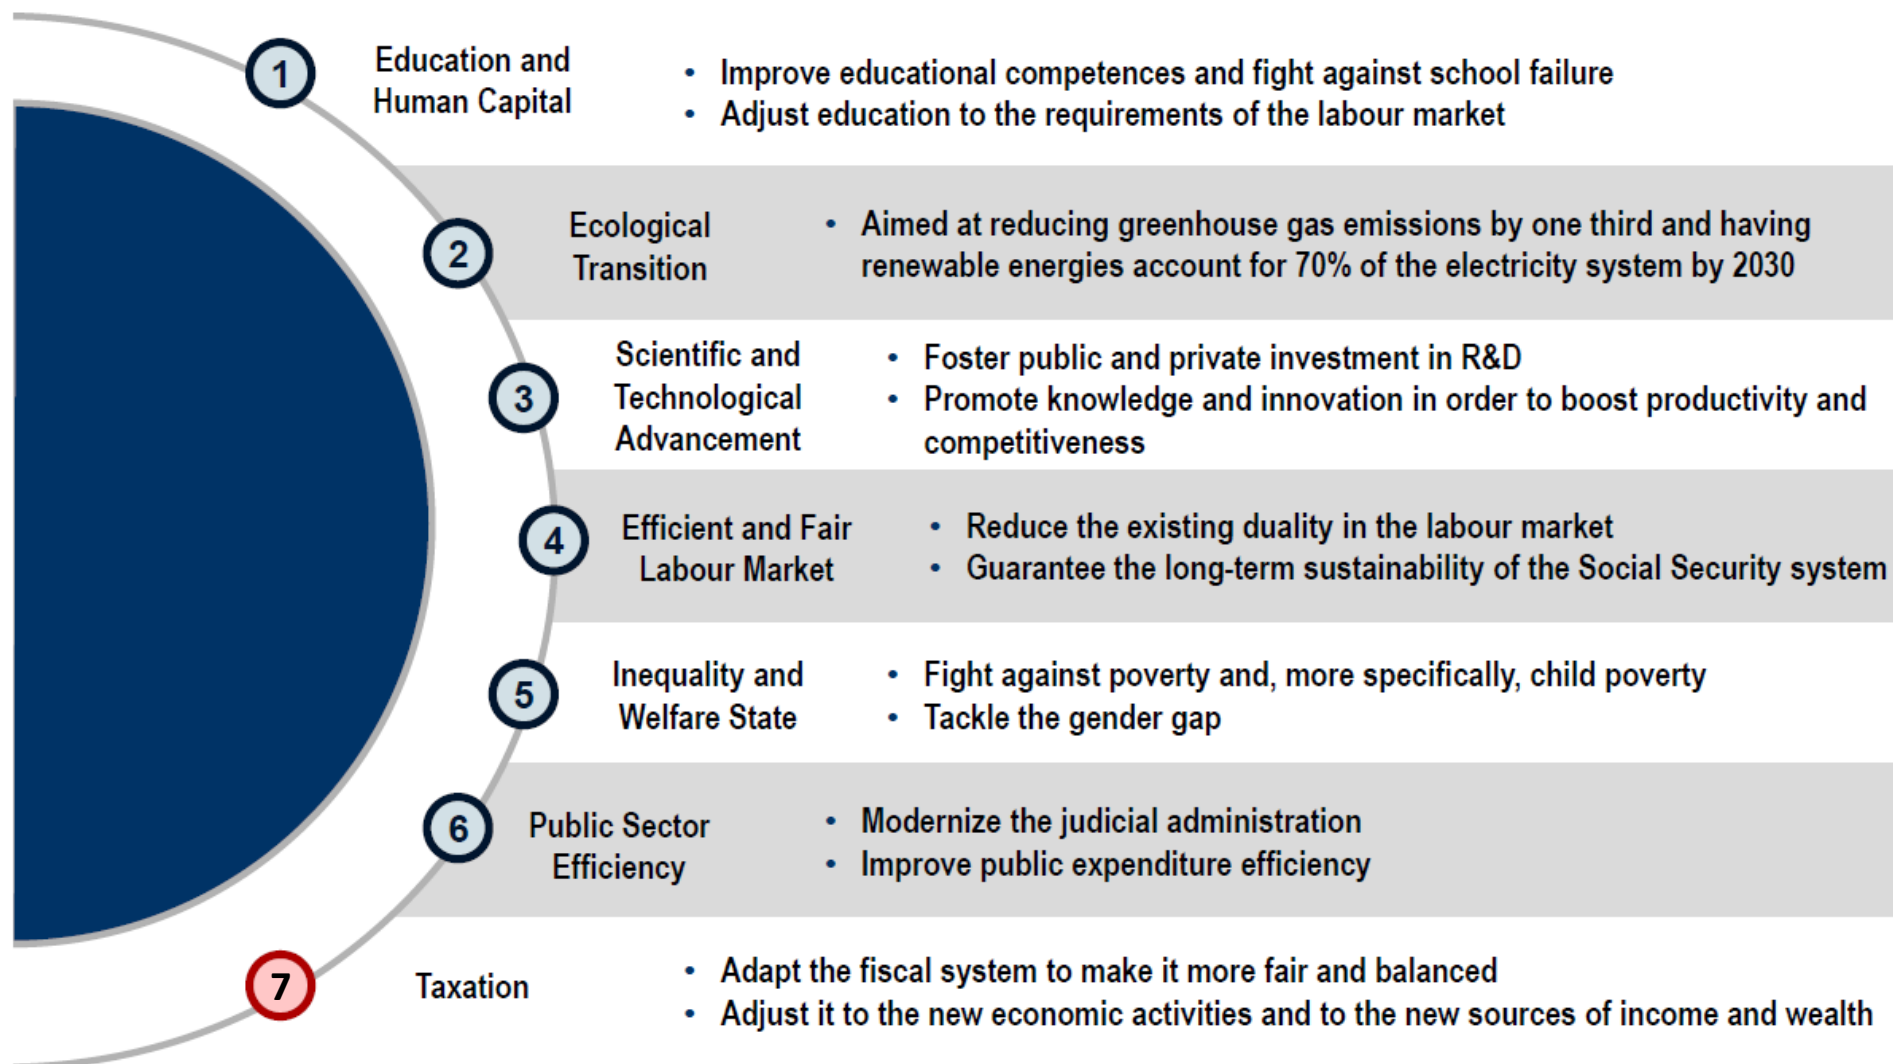 1
Education and
Human Capital
• Improve educational competences and fight against school failure
• Adjust education to the requirements of the labour market
2
Ecological
Transition
• Aimed at reducing greenhouse gas emissions by one third and having
renewable energies account for 70% of the electricity system by 2030
3
Scientific and
Technological
Advancement
• Foster public and private investment in R&D
• Promote knowledge and innovation in order to boost productivity and
competitiveness
4
Efficient and Fair
Labour Market
• Reduce the existing duality in the labour market
• Guarantee the long-term sustainability of the Social Security system
5
Inequality and
Welfare State
• Fight against poverty and, more specifically, child poverty
• Tackle the gender gap
6
Public Sector
Efficiency
• Modernize the judicial administration
• Improve public expenditure efficiency
7
Taxation
• Adapt the fiscal system to make it more fair and balanced
• Adjust it to the new economic activities and to the new sources of income and wealth